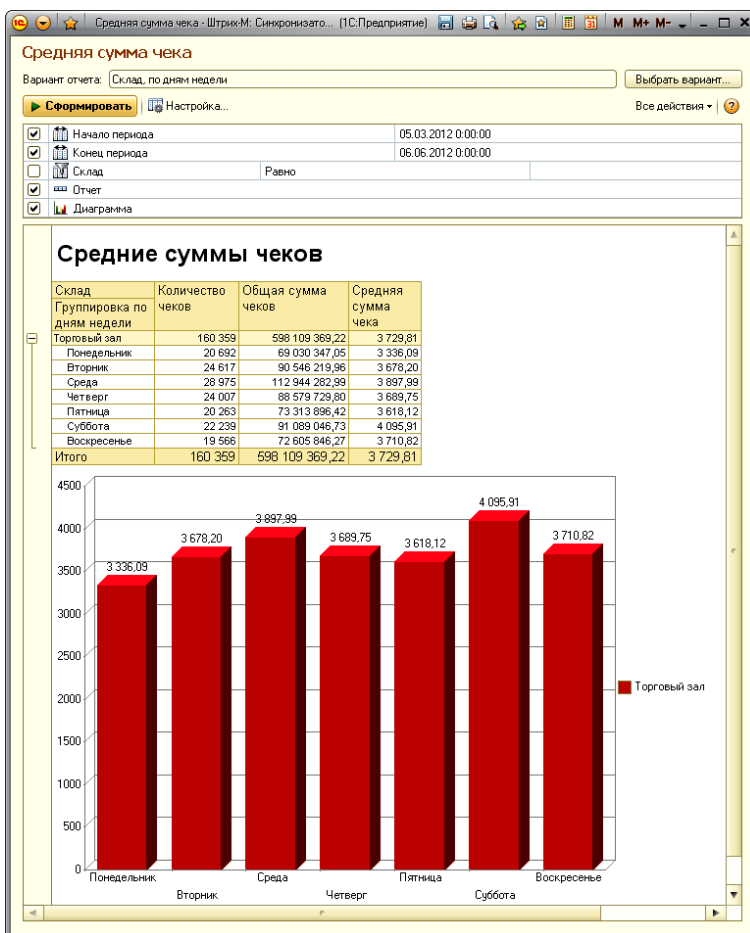 Средняя сумма чека - Штрих-М: Синхронизато... (1С:Предприятие) M M+ M-
Средняя сумма чека
Вариант отчета: Склад, по дням недели Выбрать вариант...
Сформировать Настройка... Все действия
Начало периода 05.03.2012 0:00:00
Конец периода 06.06.2012 0:00:00
Склад Равно
Отчет
Диаграмма
Средние суммы чеков
Склад Количество чеков Общая сумма чеков Средняя сумма чека
Группировка по дням недели
Торговый зал 160 359 598 109 369,22 3 729,81
Понедельник 20 692 69 030 347,05 3 336,09
Вторник 24 617 90 546 219,96 3 678,20
Среда 28 975 112 944 282,99 3 897,99
Четверг 24 007 88 579 729,80 3 689,75
Пятница 20 263 73 313 896,42 3 618,12
Суббота 22 239 91 089 046,73 4 095,91
Воскресенье 19 566 72 605 846,27 3 710,82
Итого 160 359 598 109 369,22 3 729,81
4500
4000
3500
3000
2500
2000
1500
1000
500
0
3 336,09
3 678,20
3 897,99
3 689,75
3 618,12
4 095,91
3 710,82
Торговый зал
Понедельник
Вторник
Среда
Четверг
Пятница
Суббота
Воскресенье